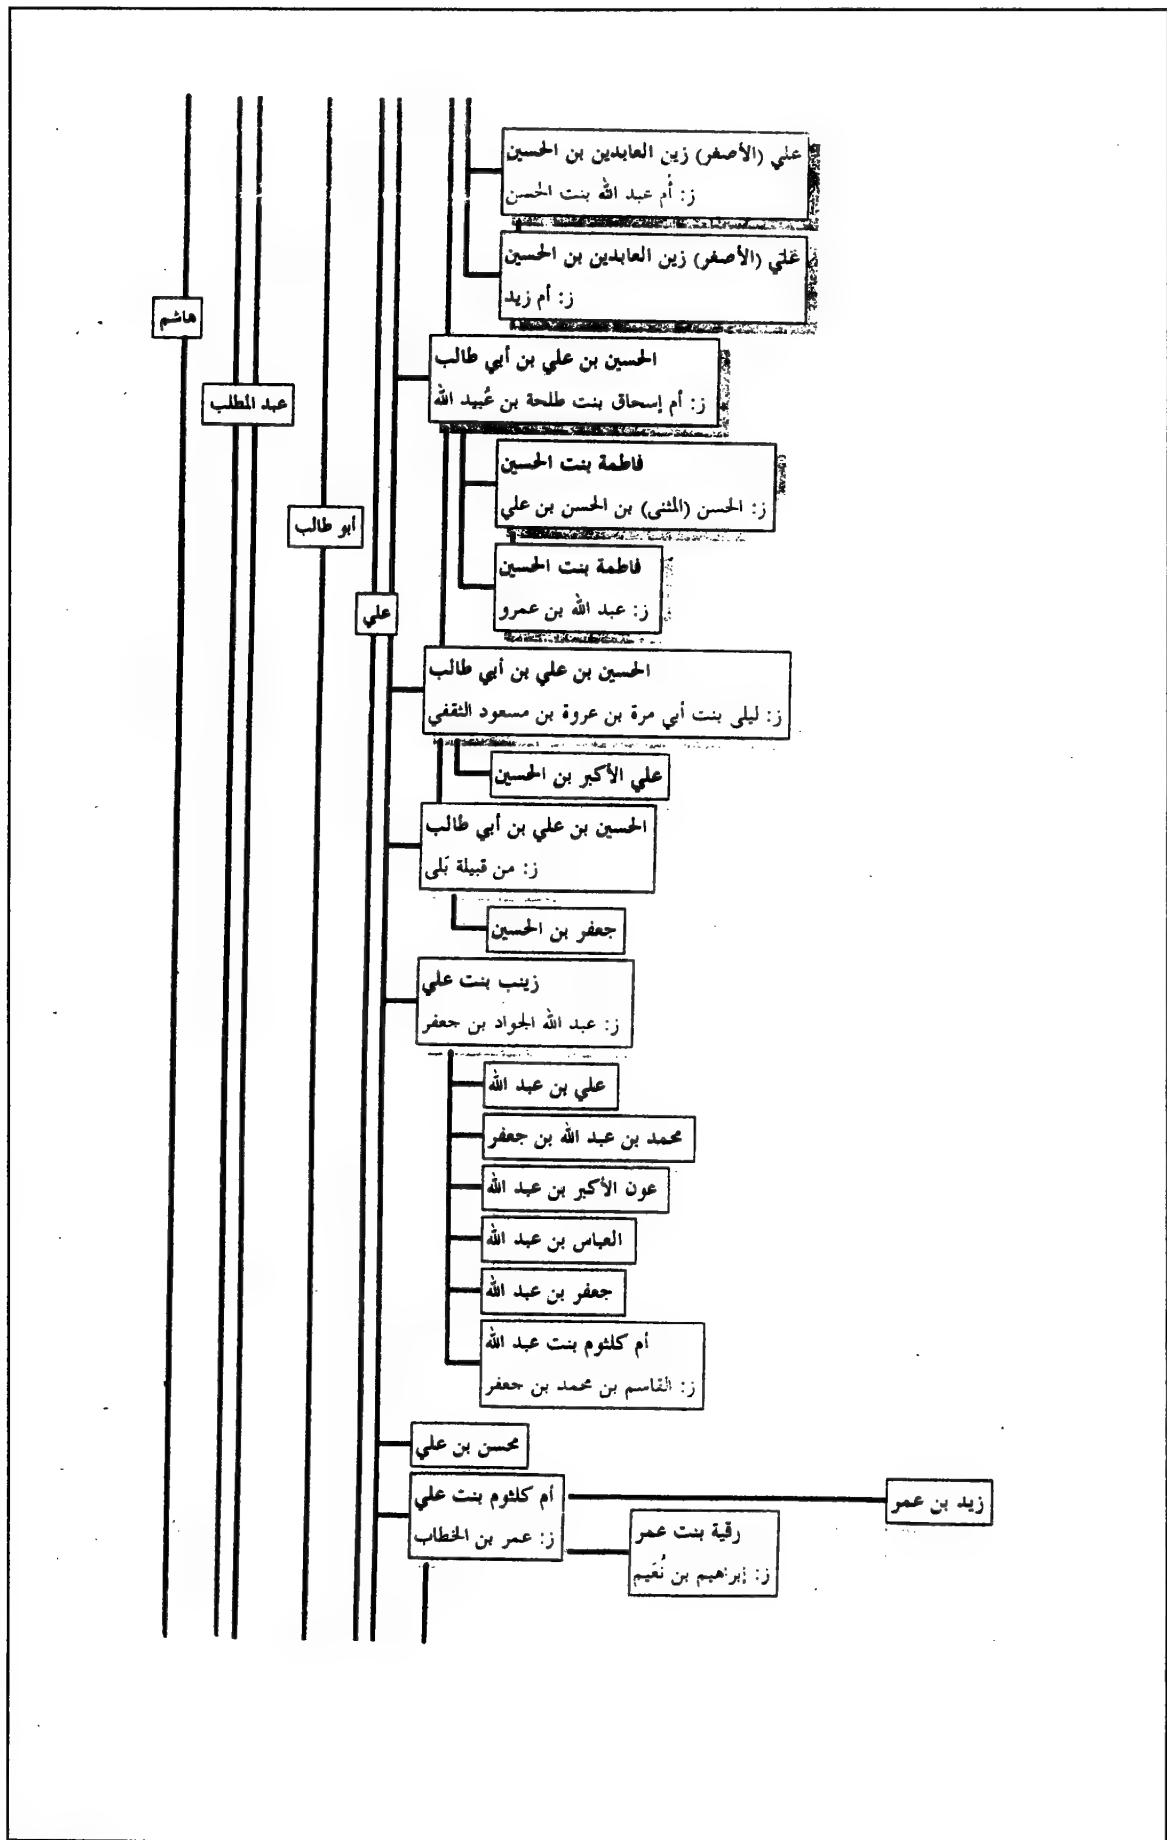 علي (الأصغر) زين العابدين بن الحسين
ز: أُم عبد الله بنت الحسن
علي (الأصغر) زين العابدين بن الحسين
ز: أم زيد
هاشم
الحسين بن علي بن أبي طالب
ز: أم إسحاق بنت طلحة بن عُبيد الله
عبد المطلب
فاطمة بنت الحسين
ز: الحسن (المثنى) بن الحسن بن علي
أبو طالب
فاطمة بنت الحسين
ز: عبد الله بن عمرو
علي
الحسين بن علي بن أبي طالب
ز: ليلى بنت أبي مرة بن عروة بن مسعود الثقفي
علي الأكبر بن الحسين
الحسين بن علي بن أبي طالب
ز: من قبيلة بَلى
جعفر بن الحسين
زينب بنت علي
ز: عبد الله الجواد بن جعفر
علي بن عبد الله
محمد بن عبد الله بن جعفر
عون الأكبر بن عبد الله
العباس بن عبد الله
جعفر بن عبد الله
أم كلثوم بنت عبد الله
ز: القاسم بن محمد بن جعفر
محسن بن علي
أم كلثوم بنت علي
ز: عمر بن الخطاب
زيد بن عمر
رقية بنت عمر
ز: إبراهيم بن نُعَيم